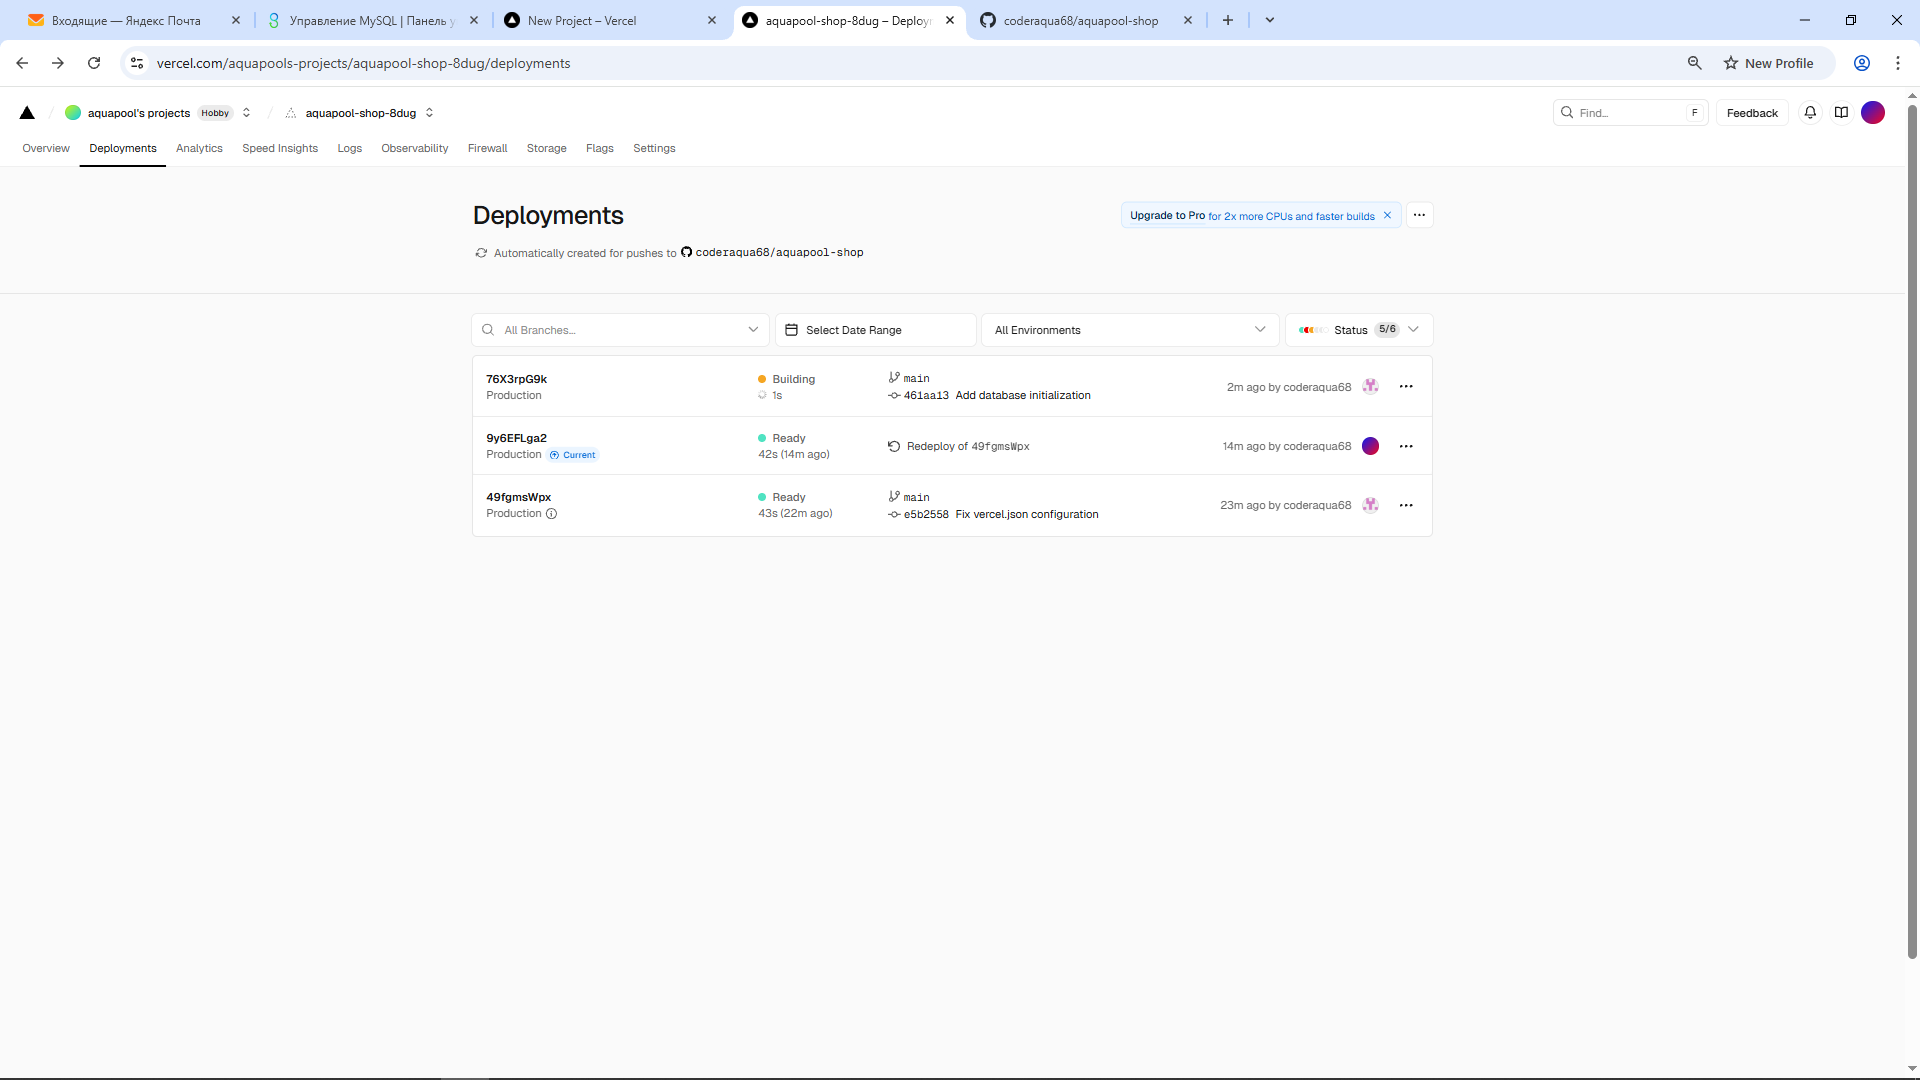 Входящие — Яндекс Почта
Управление MySQL | Панель у
New Project – Vercel
aquapool-shop-8dug – Deploy
coderaqua68/aquapool-shop
vercel.com/aquapools-projects/aquapool-shop-8dug/deployments
New Profile
aquapool's projects Hobby
aquapool-shop-8dug
Find...
F
Feedback
Overview
Deployments
Analytics
Speed Insights
Logs
Observability
Firewall
Storage
Flags
Settings
Deployments
Upgrade to Pro for 2x more CPUs and faster builds
Automatically created for pushes to coderaqua68/aquapool-shop
All Branches...
Select Date Range
All Environments
Status 5/6
76X3rpG9k
Production
Building
1s
main
461aa13 Add database initialization
2m ago by coderaqua68
9y6EFLga2
Production Current
Ready
42s (14m ago)
Redeploy of 49fgmsWpx
14m ago by coderaqua68
49fgmsWpx
Production
Ready
43s (22m ago)
main
e5b2558 Fix vercel.json configuration
23m ago by coderaqua68